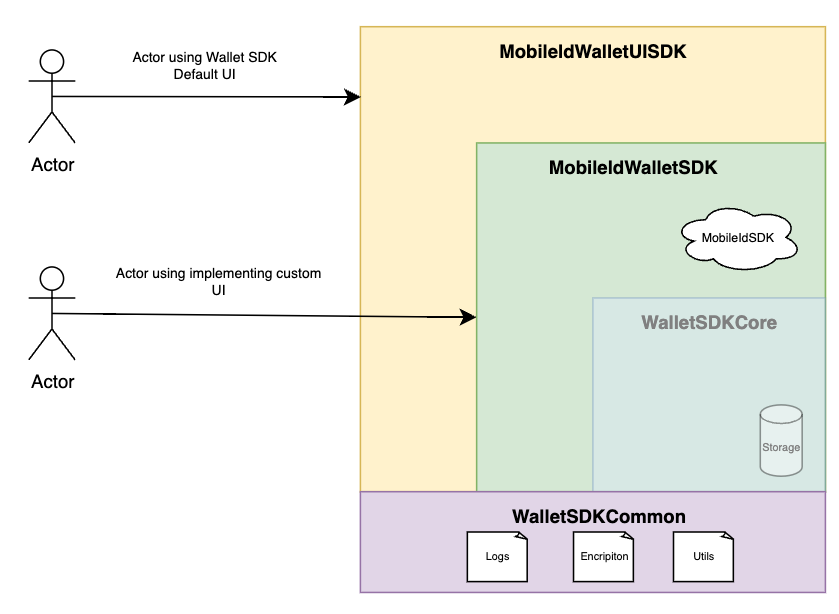 Actor using Wallet SDK
Default UI
Actor
MobileIdWalletUISDK
MobileIdWalletSDK
MobileIdSDK
Actor using implementing custom
UI
Actor
WalletSDKCore
Storage
WalletSDKCommon
Logs
Encripiton
Utils